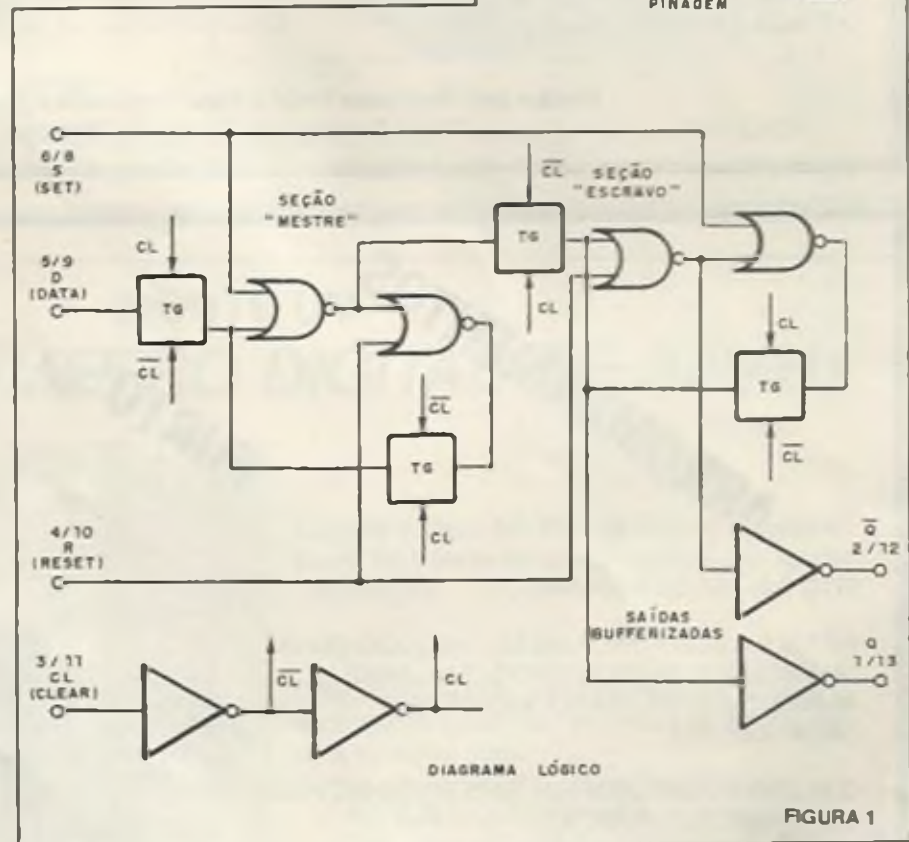 PINAGEM
6/8
S
(SET)
SEÇÃO
"MESTRE"
CL
SEÇÃO
"ESCRAVO"
TG
5/9
D
(DATA)
CL
TG
CL
CL
CL
TG
CL
CL
TG
CL
4/10
R
(RESET)
Q
2/12
SAÍDAS
BUFFERIZADAS
Q
1/13
3/11
CL
(CLEAR)
CL
CL
DIAGRAMA LÓGICO
FIGURA 1